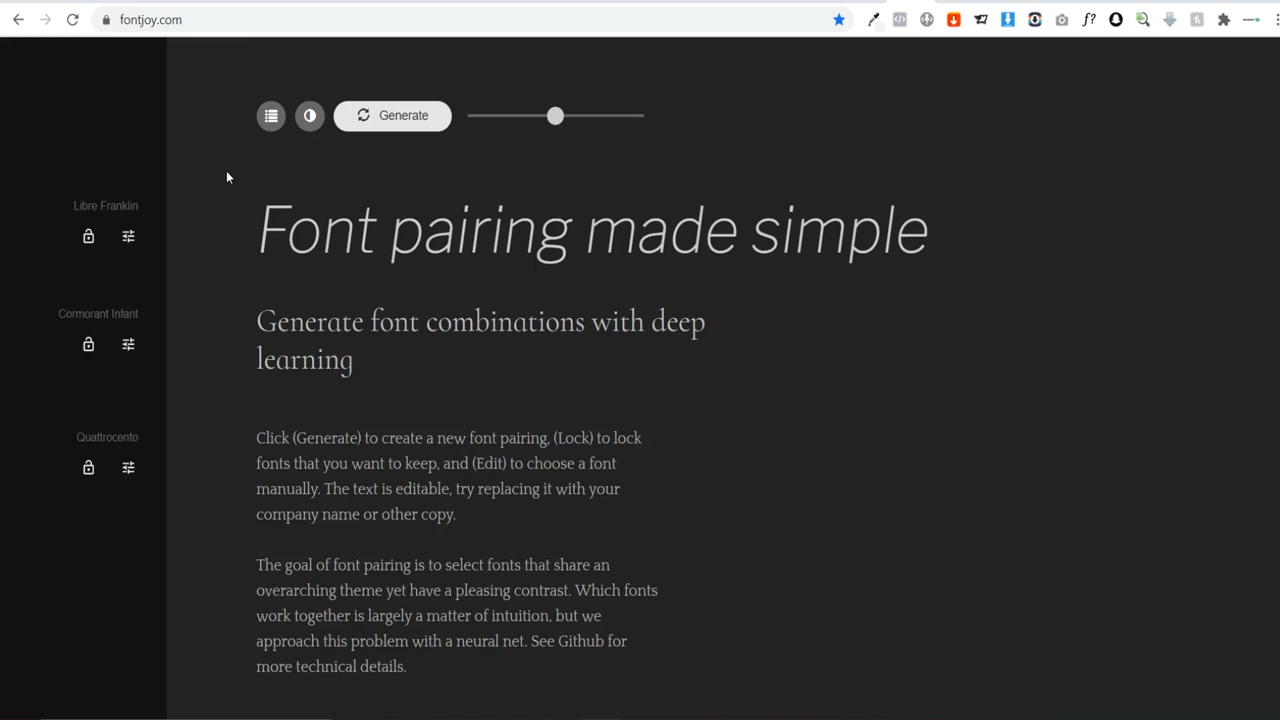 fontjoy.com
f?
Generate
Libre Franklin
Font pairing made simple
Cormorant Infant
Generate font combinations with deep
learning
Quattrocento
Click (Generate) to create a new font pairing, (Lock) to lock
fonts that you want to keep, and (Edit) to choose a font
manually. The text is editable, try replacing it with your
company name or other copy.
The goal of font pairing is to select fonts that share an
overarching theme yet have a pleasing contrast. Which fonts
work together is largely a matter of intuition, but we
approach this problem with a neural net. See Github for
more technical details.